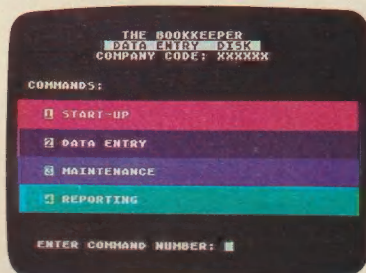 THE BOOKKEEPER
DATA ENTRY DISK
COMPANY CODE: XXXXXX
COMMANDS:
1 START-UP
2 DATA ENTRY
3 MAINTENANCE
4 REPORTING
ENTER COMMAND NUMBER: